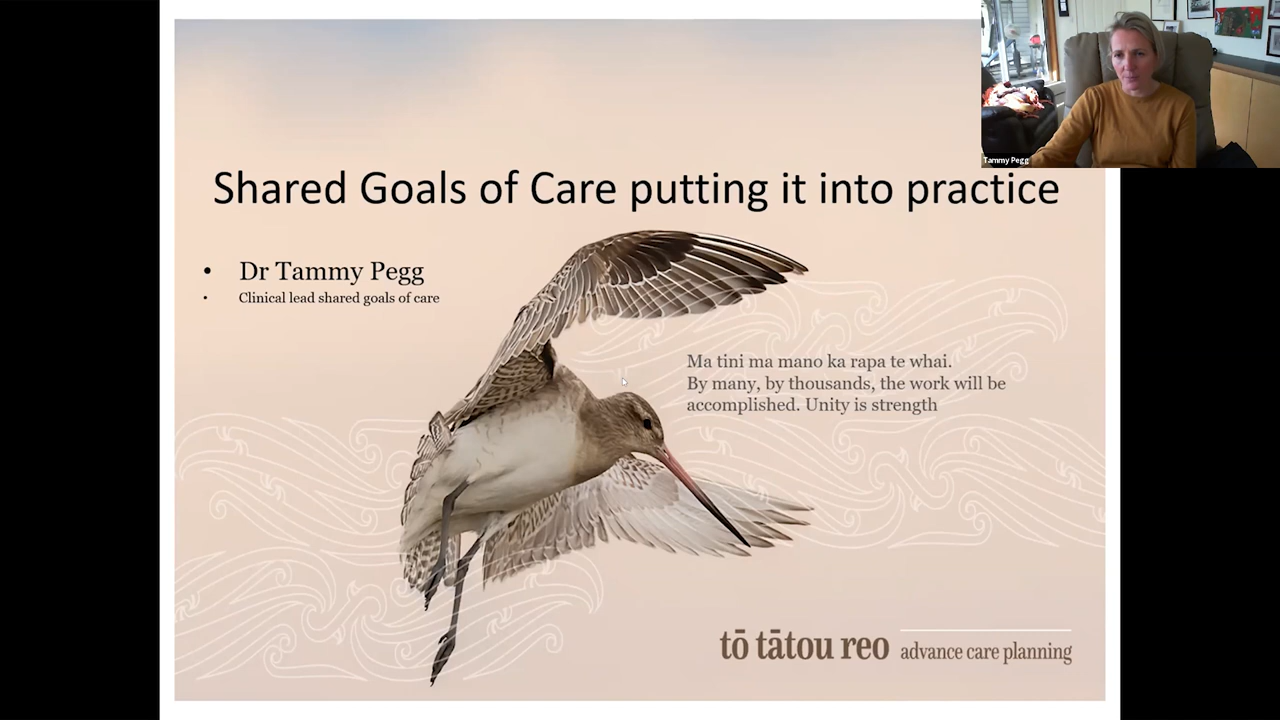 Tammy Pegg
Shared Goals of Care putting it into practice
• Dr Tammy Pegg
• Clinical lead shared goals of care
Ma tini ma mano ka rapa te whai.
By many, by thousands, the work will be
accomplished. Unity is strength
tō tātou reo advance care planning